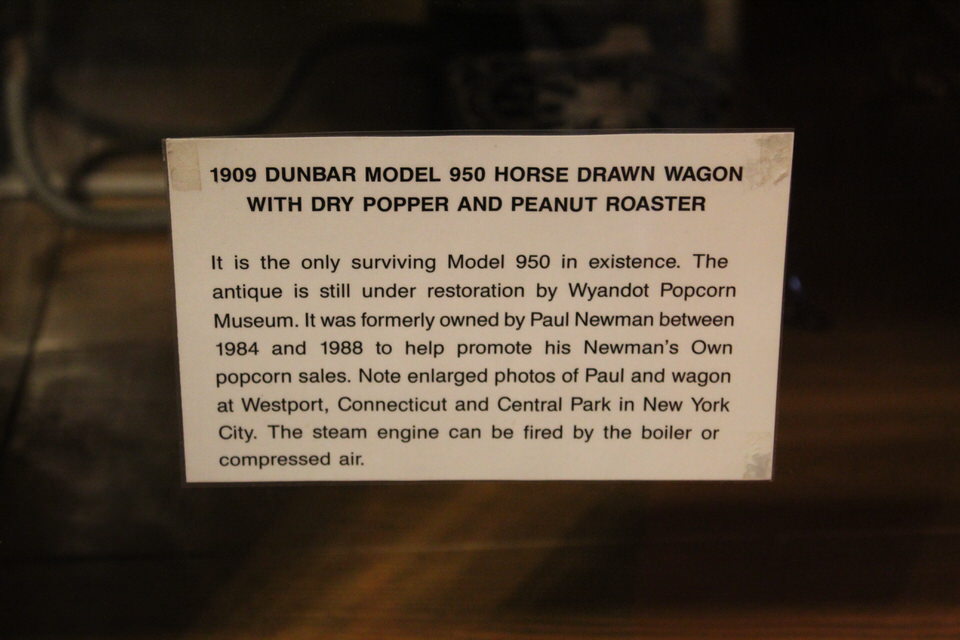 1909 DUNBAR MODEL 950 HORSE DRAWN WAGON
WITH DRY POPPER AND PEANUT ROASTER
It is the only surviving Model 950 in existence. The
antique is still under restoration by Wyandot Popcorn
Museum. It was formerly owned by Paul Newman between
1984 and 1988 to help promote his Newman's Own
popcorn sales. Note enlarged photos of Paul and wagon
at Westport, Connecticut and Central Park in New York
City. The steam engine can be fired by the boiler or
compressed air.